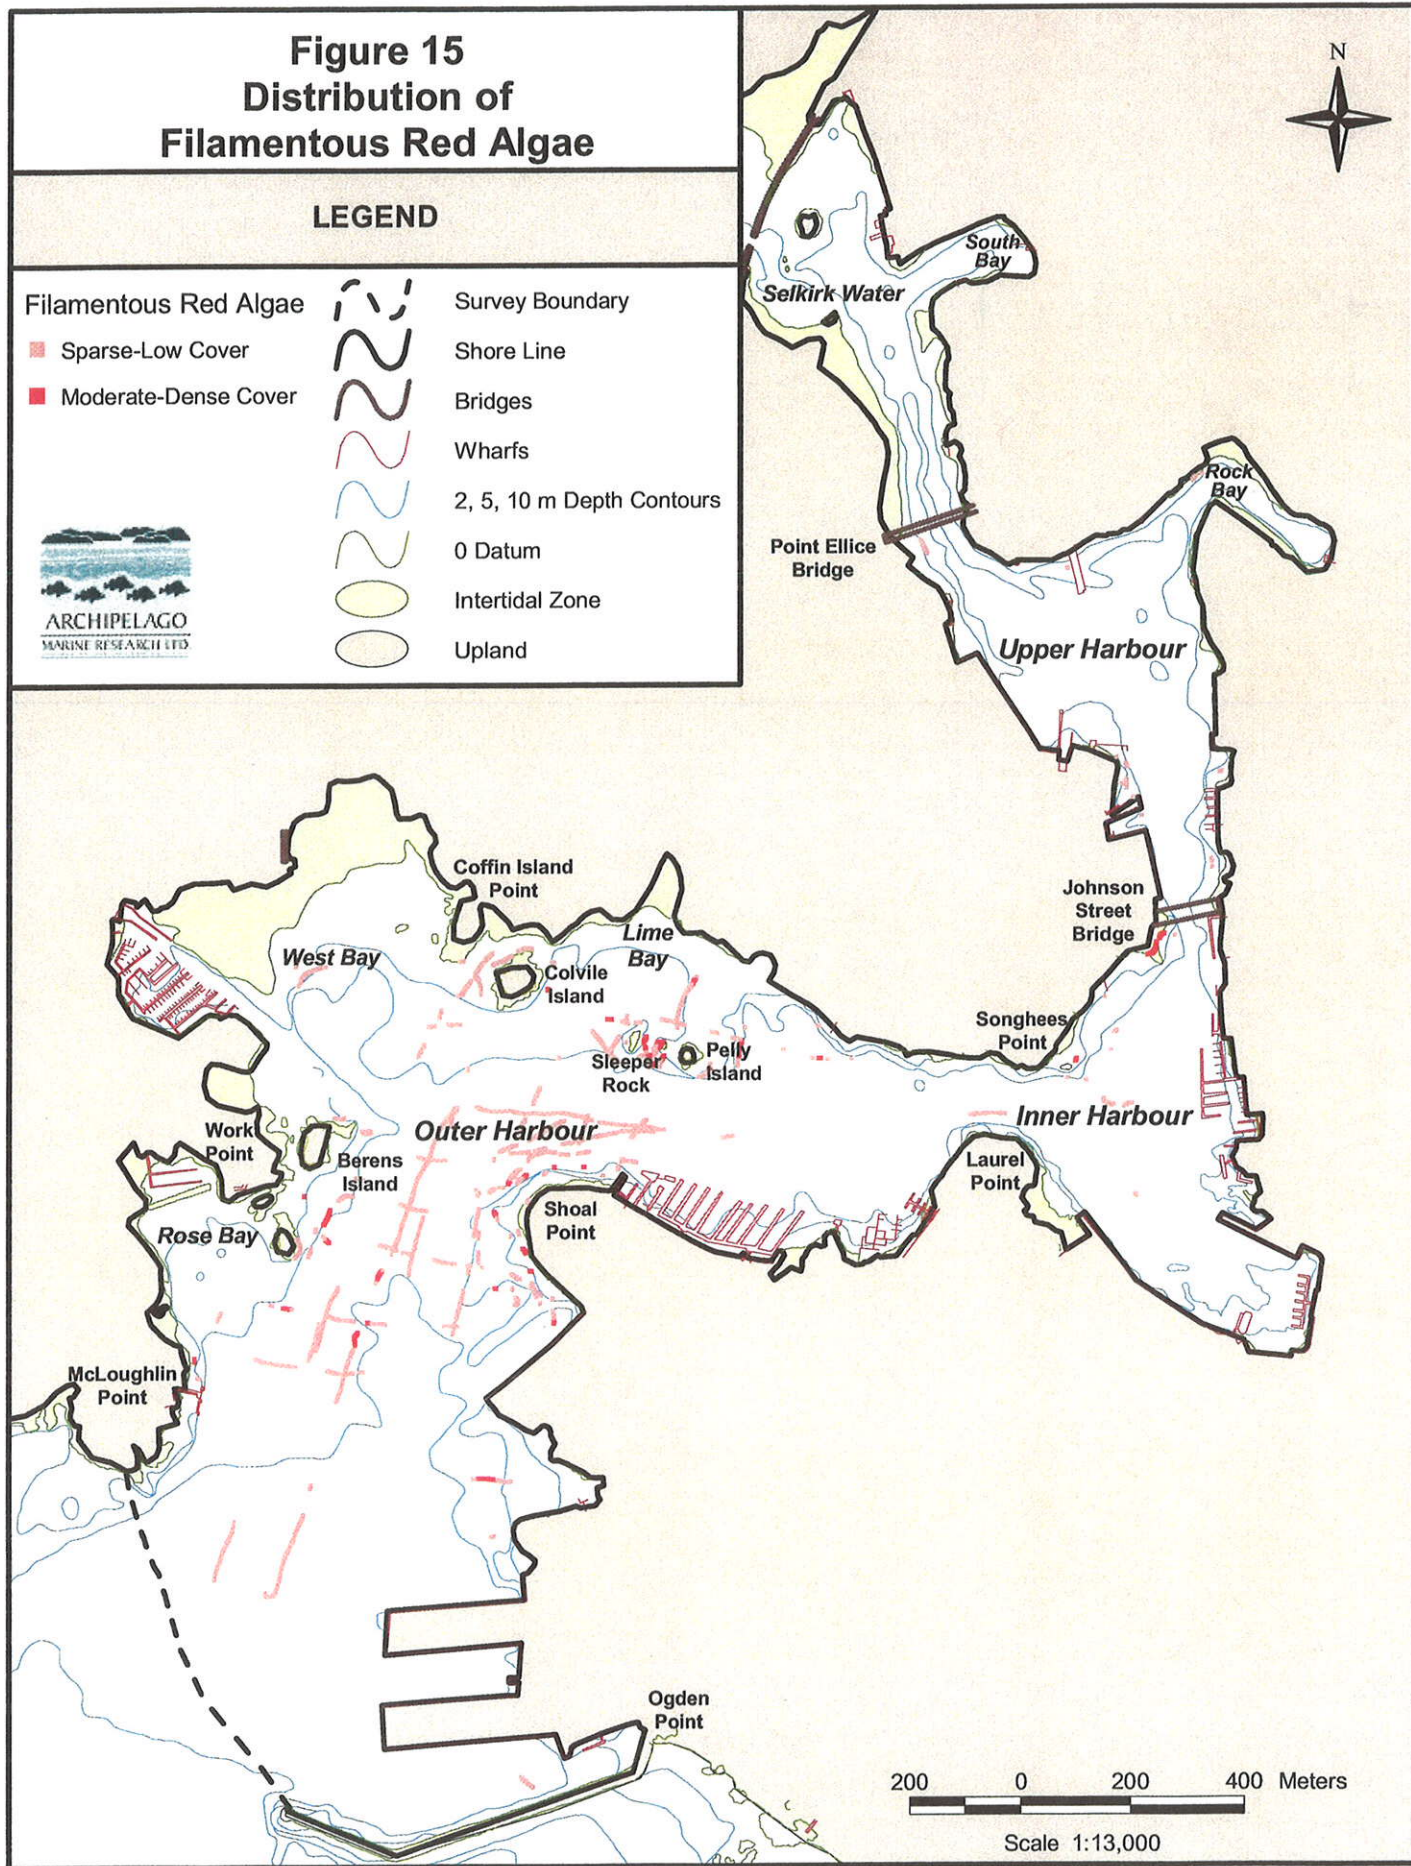 Figure 15
Distribution of
Filamentous Red Algae
LEGEND
Filamentous Red Algae
Sparse-Low Cover
Moderate-Dense Cover
Survey Boundary
Shore Line
Bridges
Wharfs
2, 5, 10 m Depth Contours
0 Datum
Intertidal Zone
Upland
ARCHIPELAGO
MARINE RESEARCH LTD.
N
South
Bay
Selkirk Water
Rock
Bay
Point Ellice
Bridge
Upper Harbour
Johnson
Street
Bridge
Coffin Island
Point
Lime
Bay
West Bay
Colvile
Island
Songhees
Point
Sleeper
Rock
Pelly
Island
Work
Point
Outer Harbour
Inner Harbour
Berens
Island
Laurel
Point
Shoal
Point
Rose Bay
McLoughlin
Point
Ogden
Point
200 0 200 400 Meters
Scale 1:13,000